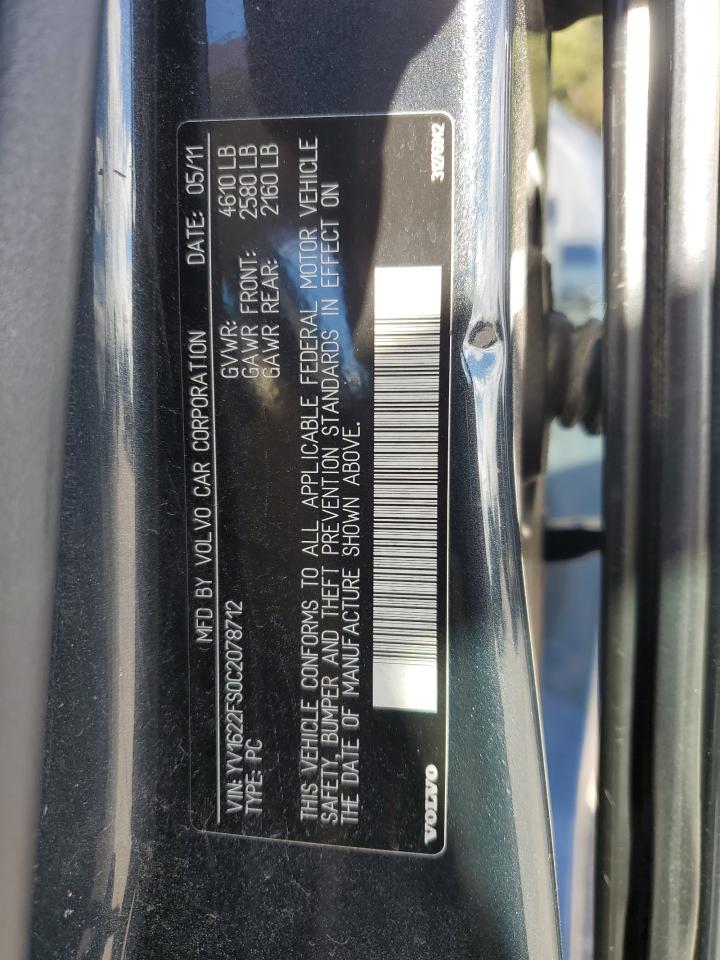 MFD BY VOLVO CAR CORPORATION DATE: 05/11
VIN: YV1622FS0C2078712 GVWR: 4610 LB
TYPE: PC GAWR FRONT: 2580 LB
GAWR REAR: 2160 LB
THIS VEHICLE CONFORMS TO ALL APPLICABLE FEDERAL MOTOR VEHICLE
SAFETY, BUMPER AND THEFT PREVENTION STANDARDS IN EFFECT ON
THE DATE OF MANUFACTURE SHOWN ABOVE.
VOLVO